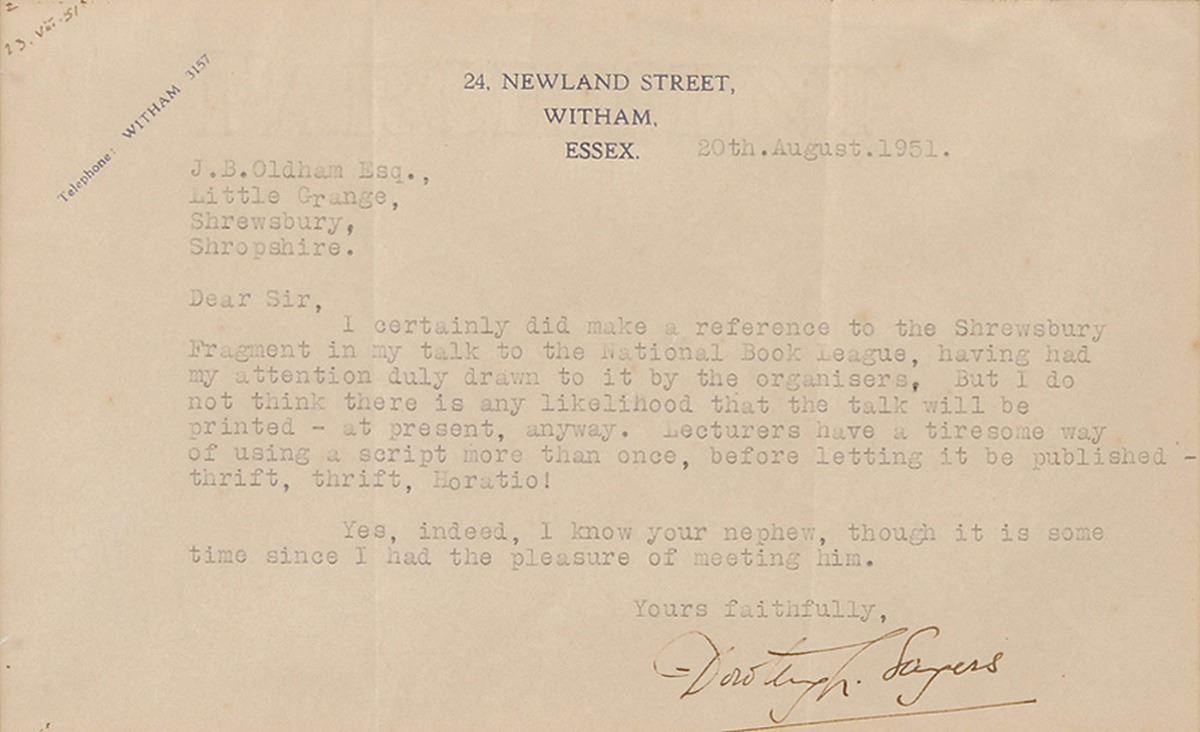 23. VIII. 51
Telephone: WITHAM 3157
24, NEWLAND STREET,
WITHAM,
ESSEX.
20th.August.1951.
J.B.Oldham Esq.,
Little Grange,
Shrewsbury,
Shropshire.
Dear Sir,
I certainly did make a reference to the Shrewsbury
Fragment in my talk to the National Book League, having had
my attention duly drawn to it by the organisers, But I do
not think there is any likelihood that the talk will be
printed - at present, anyway. Lecturers have a tiresome way
of using a script more than once, before letting it be published -
thrift, thrift, Horatio!
Yes, indeed, I know your nephew, though it is some
time since I had the pleasure of meeting him.
Yours faithfully,
Dorothy L. Sayers